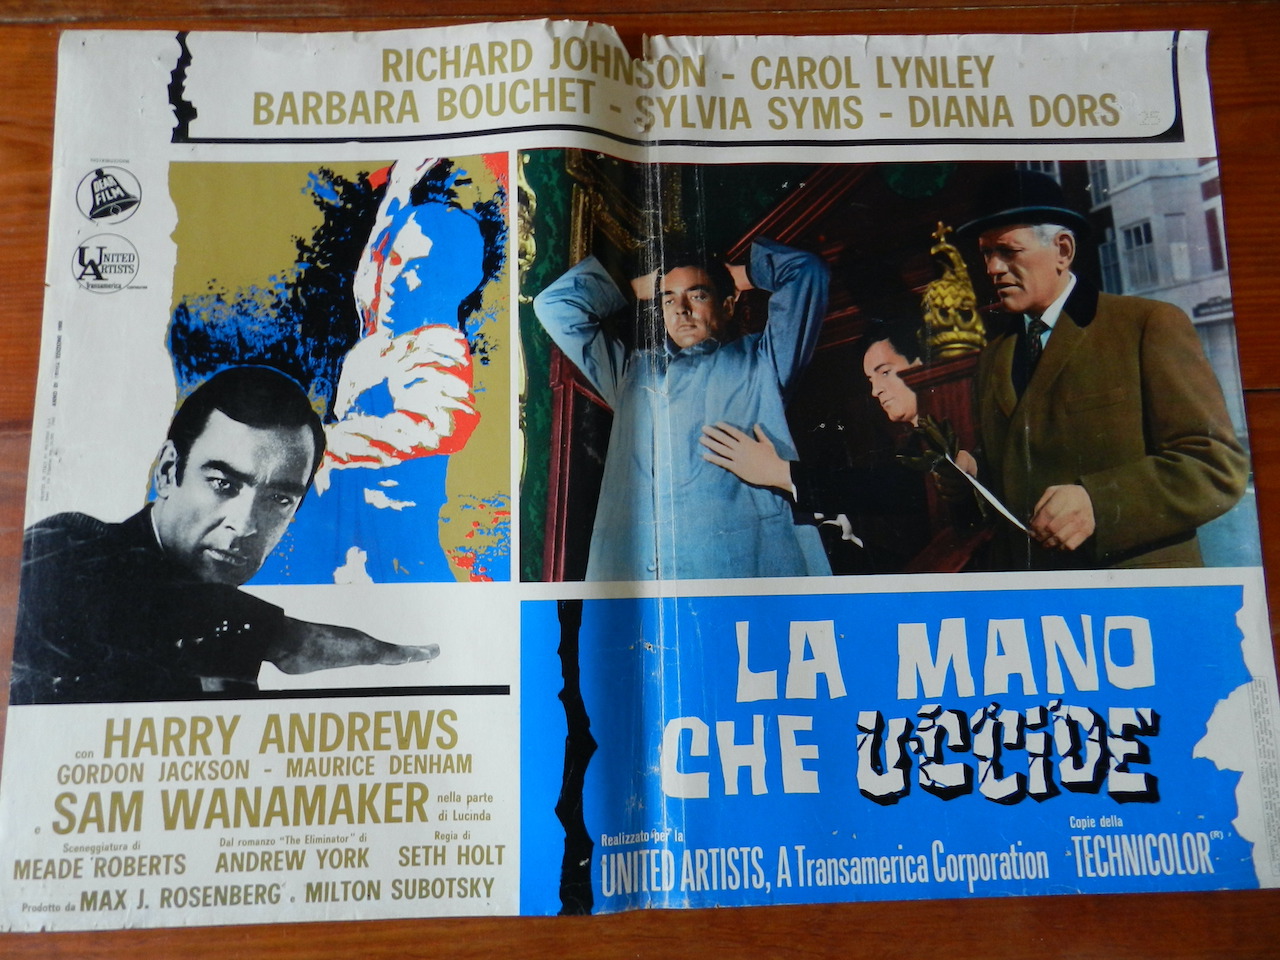 RICHARD JOHNSON - CAROL LYNLEY
BARBARA BOUCHET - SYLVIA SYMS - DIANA DORS
25
DEAR FILM
UNITED
ARTISTS
Transamerica
con HARRY ANDREWS
GORDON JACKSON - MAURICE DENHAM
e SAM WANAMAKER nella parte
di Lucinda
Sceneggiatura di
MEADE ROBERTS
Dal romanzo "The Eliminator" di
ANDREW YORK
Regia di
SETH HOLT
Prodotto da MAX J. ROSENBERG e MILTON SUBOTSKY
LA MANO
CHE UCCIDE
Realizzato per la
UNITED ARTISTS, A Transamerica Corporation
Copie della
TECHNICOLOR (R)